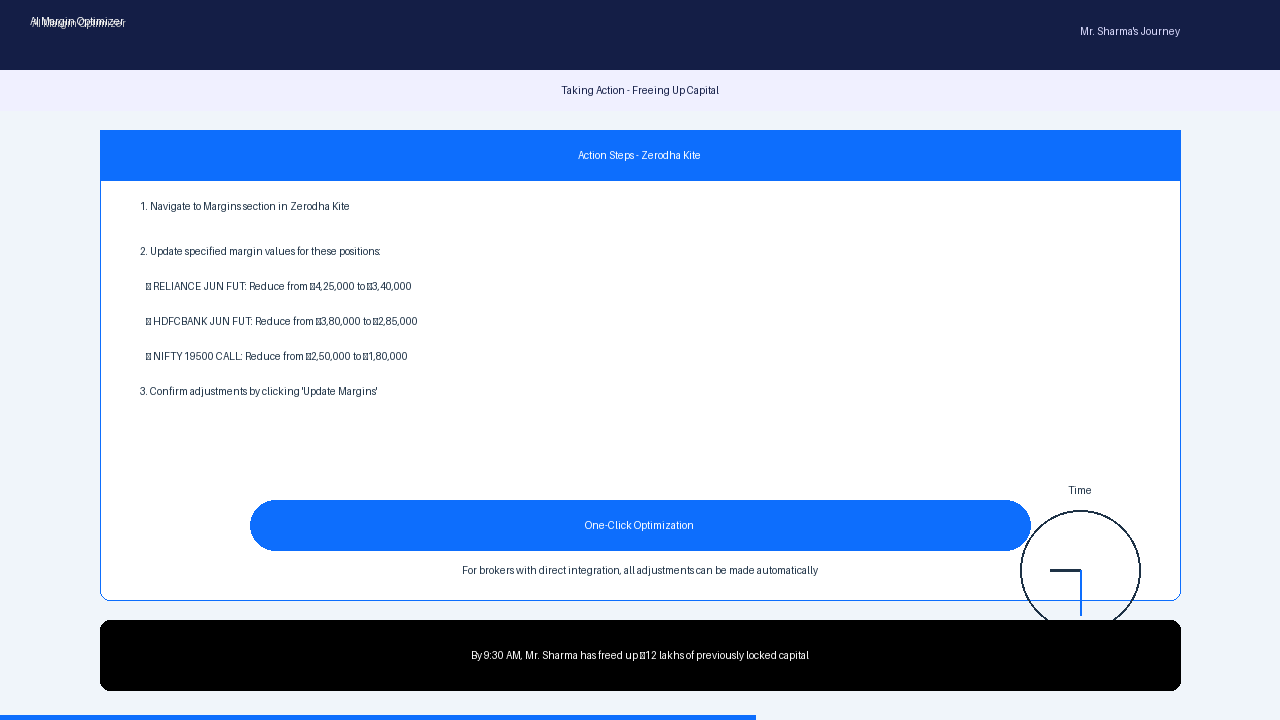 AI Margin Optimizer
Mr. Sharma's Journey
Taking Action - Freeing Up Capital
Action Steps - Zerodha Kite
1. Navigate to Margins section in Zerodha Kite
2. Update specified margin values for these positions:
RELIANCE JUN FUT: Reduce from 4,25,000 to 3,40,000
HDFCBANK JUN FUT: Reduce from 3,80,000 to 2,85,000
NIFTY 19500 CALL: Reduce from 2,50,000 to 1,80,000
3. Confirm adjustments by clicking 'Update Margins'
Time
One-Click Optimization
For brokers with direct integration, all adjustments can be made automatically
By 9:30 AM, Mr. Sharma has freed up 12 lakhs of previously locked capital